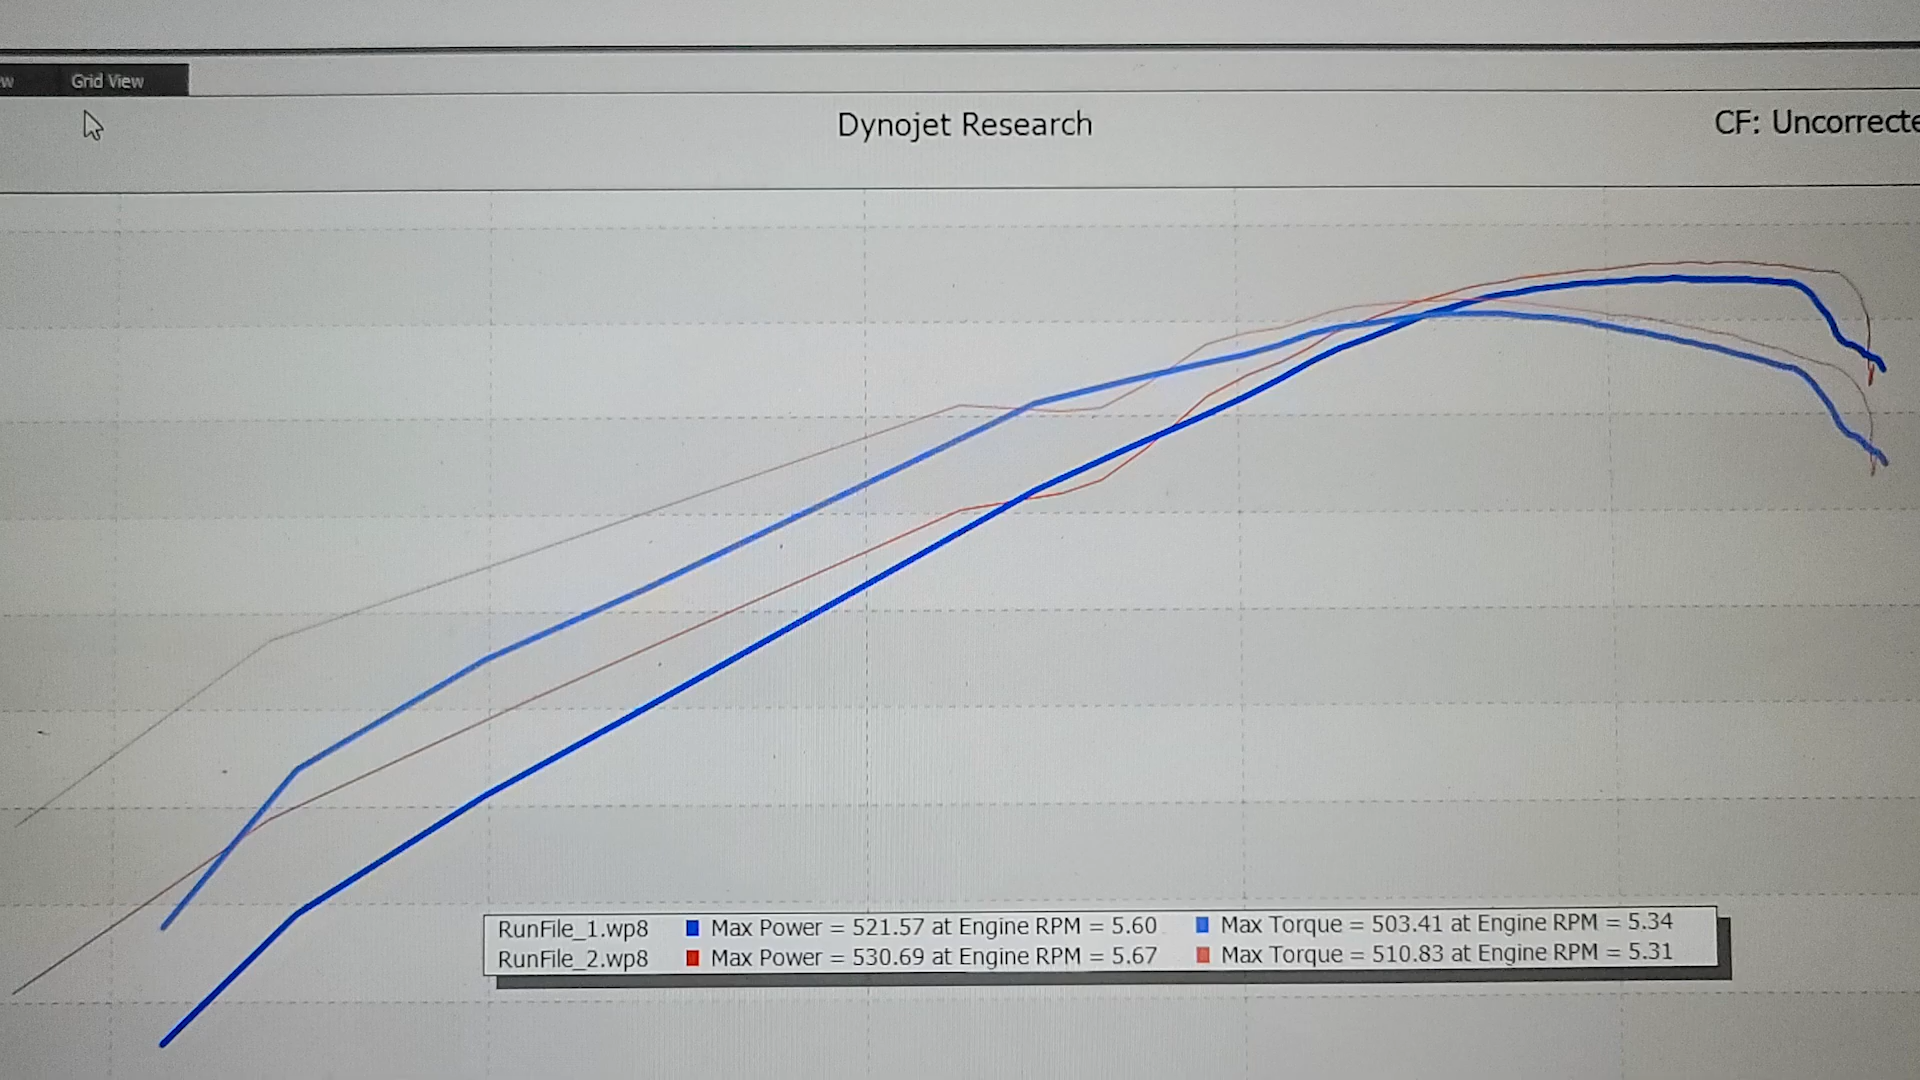 Grid View
Dynojet Research
CF: Uncorrecte
RunFile_1.wp8 Max Power = 521.57 at Engine RPM = 5.60 Max Torque = 503.41 at Engine RPM = 5.34
RunFile_2.wp8 Max Power = 530.69 at Engine RPM = 5.67 Max Torque = 510.83 at Engine RPM = 5.31